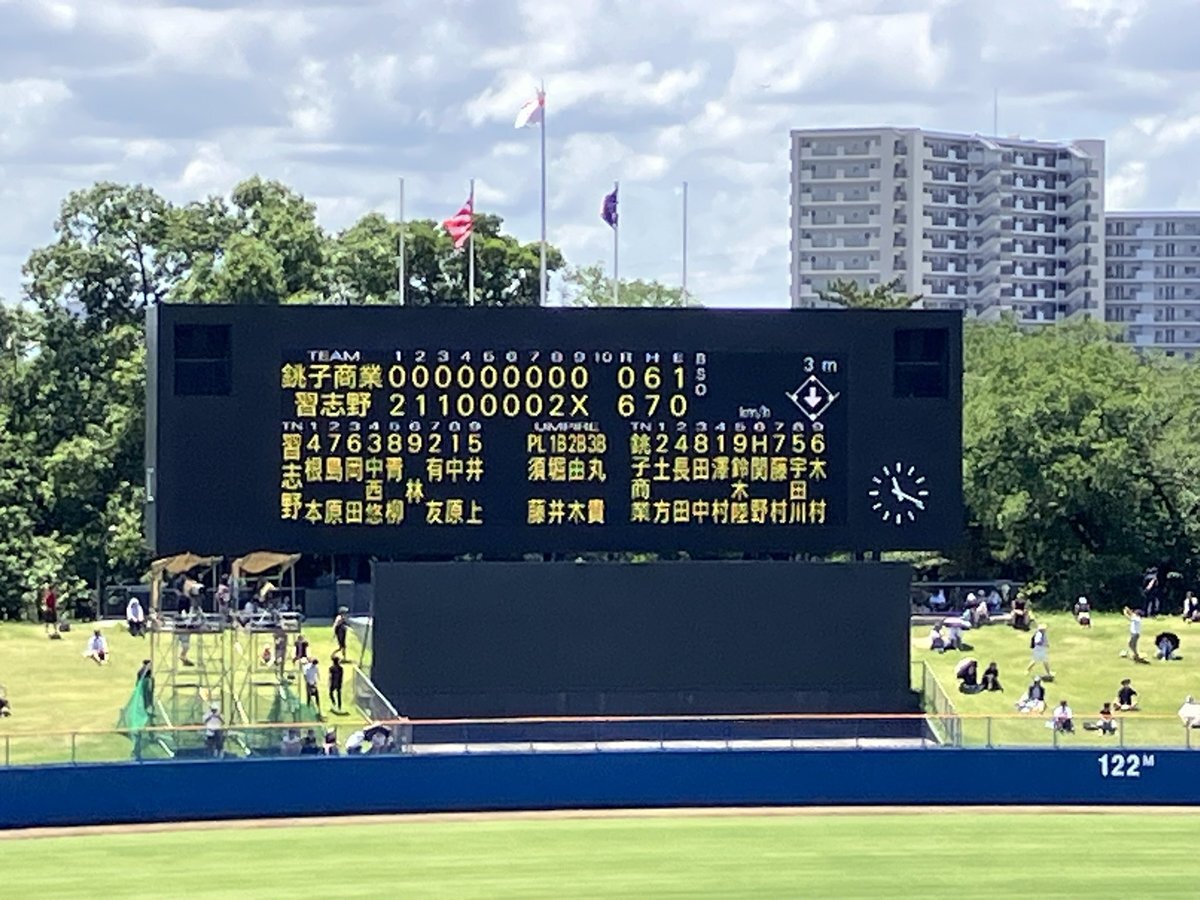 TEAM 1 2 3 4 5 6 7 8 9 10 R H E
銚子商業 0 0 0 0 0 0 0 0 0 0 6 1
習志野 2 1 1 0 0 0 0 2 X 6 7 0
B
S
O
3 m
km/h
TN 1 2 3 4 5 6 7 8 9 UMPIRE TN 1 2 3 4 5 6 7 8 9
4 7 6 3 8 9 2 1 5 PL 1B 2B 3B 2 4 8 1 9 H 7 5 6
習志野
根本
島原
岡田
中西悠
青柳
林
有友
中原
井上
須藤
堀井
由木
丸貴
銚子商業
土方
長田
田中
澤村
鈴木陸
関野
藤村
宇田川
木村
122M